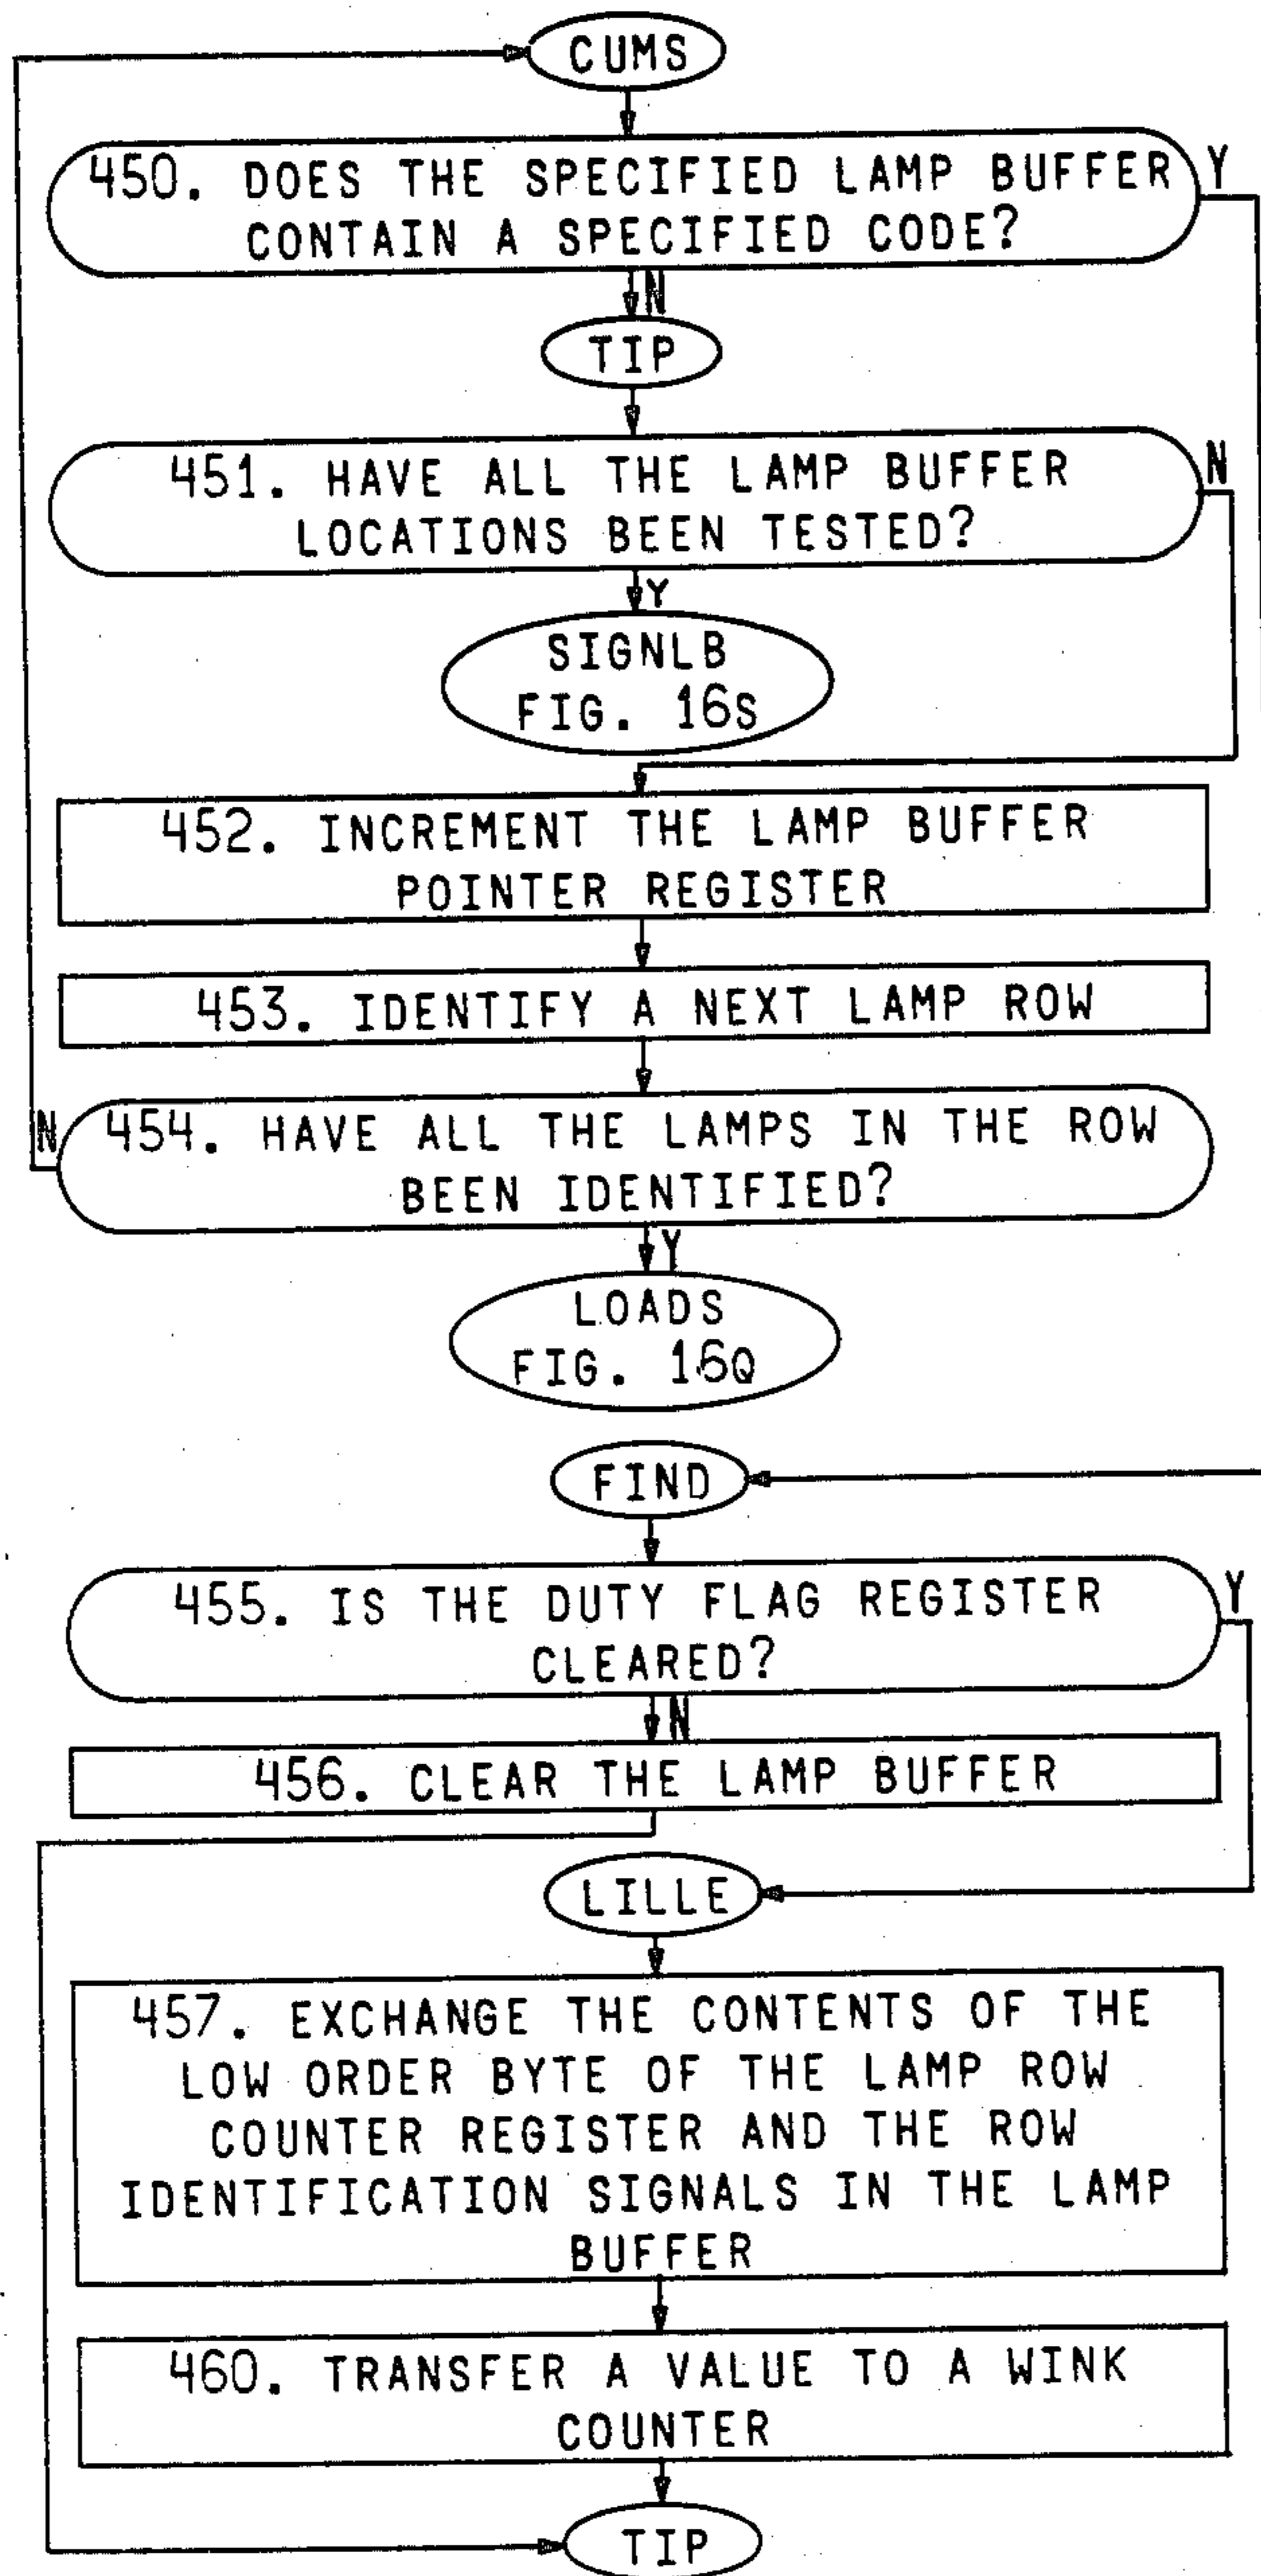 CUMS
450. DOES THE SPECIFIED LAMP BUFFER
CONTAIN A SPECIFIED CODE?
Y
N
TIP
451. HAVE ALL THE LAMP BUFFER
LOCATIONS BEEN TESTED?
N
Y
SIGNLB
FIG. 16S
452. INCREMENT THE LAMP BUFFER
POINTER REGISTER
453. IDENTIFY A NEXT LAMP ROW
N
454. HAVE ALL THE LAMPS IN THE ROW
BEEN IDENTIFIED?
Y
LOADS
FIG. 16Q
FIND
455. IS THE DUTY FLAG REGISTER
CLEARED?
Y
N
456. CLEAR THE LAMP BUFFER
LILLE
457. EXCHANGE THE CONTENTS OF THE
LOW ORDER BYTE OF THE LAMP ROW
COUNTER REGISTER AND THE ROW
IDENTIFICATION SIGNALS IN THE LAMP
BUFFER
460. TRANSFER A VALUE TO A WINK
COUNTER
TIP